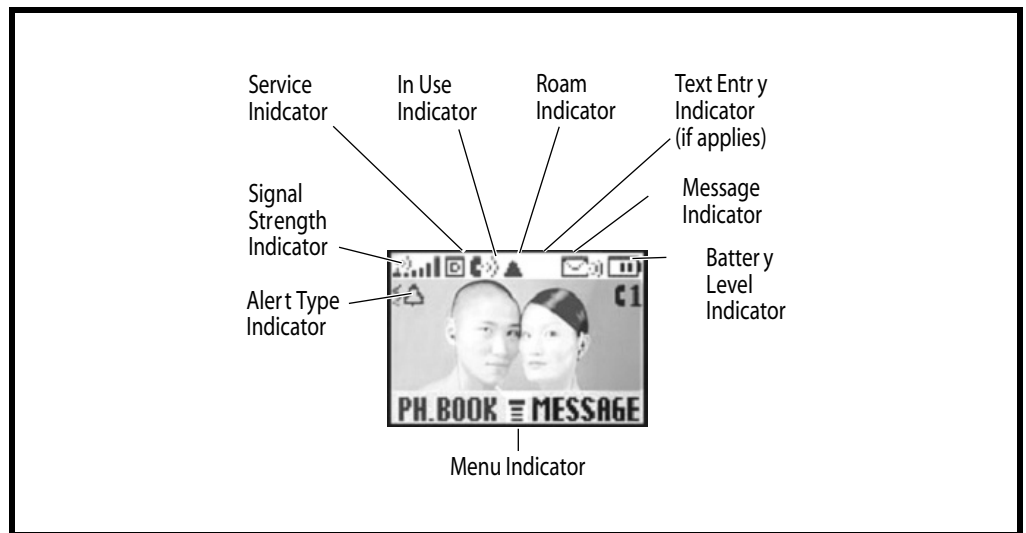 Service
Inidcator
In Use
Indicator
Roam
Indicator
Text Entr y
Indicator
(if applies)
Signal
Strength
Indicator
Message
Indicator
Aler t Type
Indicator
Batter y
Level
Indicator
D
1
PH.BOOK MESSAGE
Menu Indicator